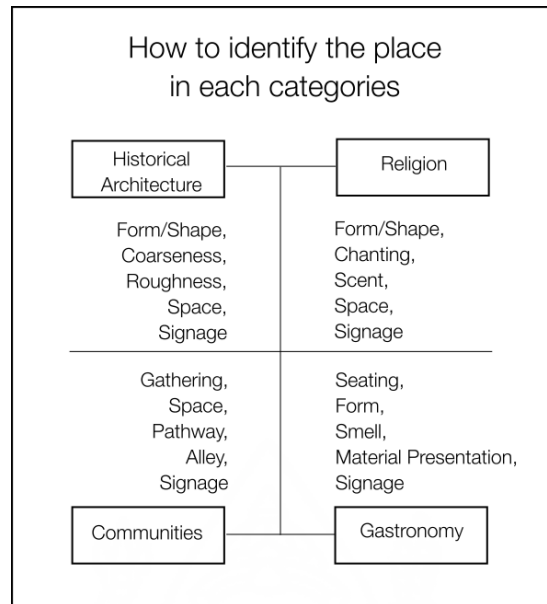 How to identify the place
in each categories
Historical
Architecture
Religion
Form/Shape,
Coarseness,
Roughness,
Space,
Signage
Form/Shape,
Chanting,
Scent,
Space,
Signage
Gathering,
Space,
Pathway,
Alley,
Signage
Seating,
Form,
Smell,
Material Presentation,
Signage
Communities
Gastronomy